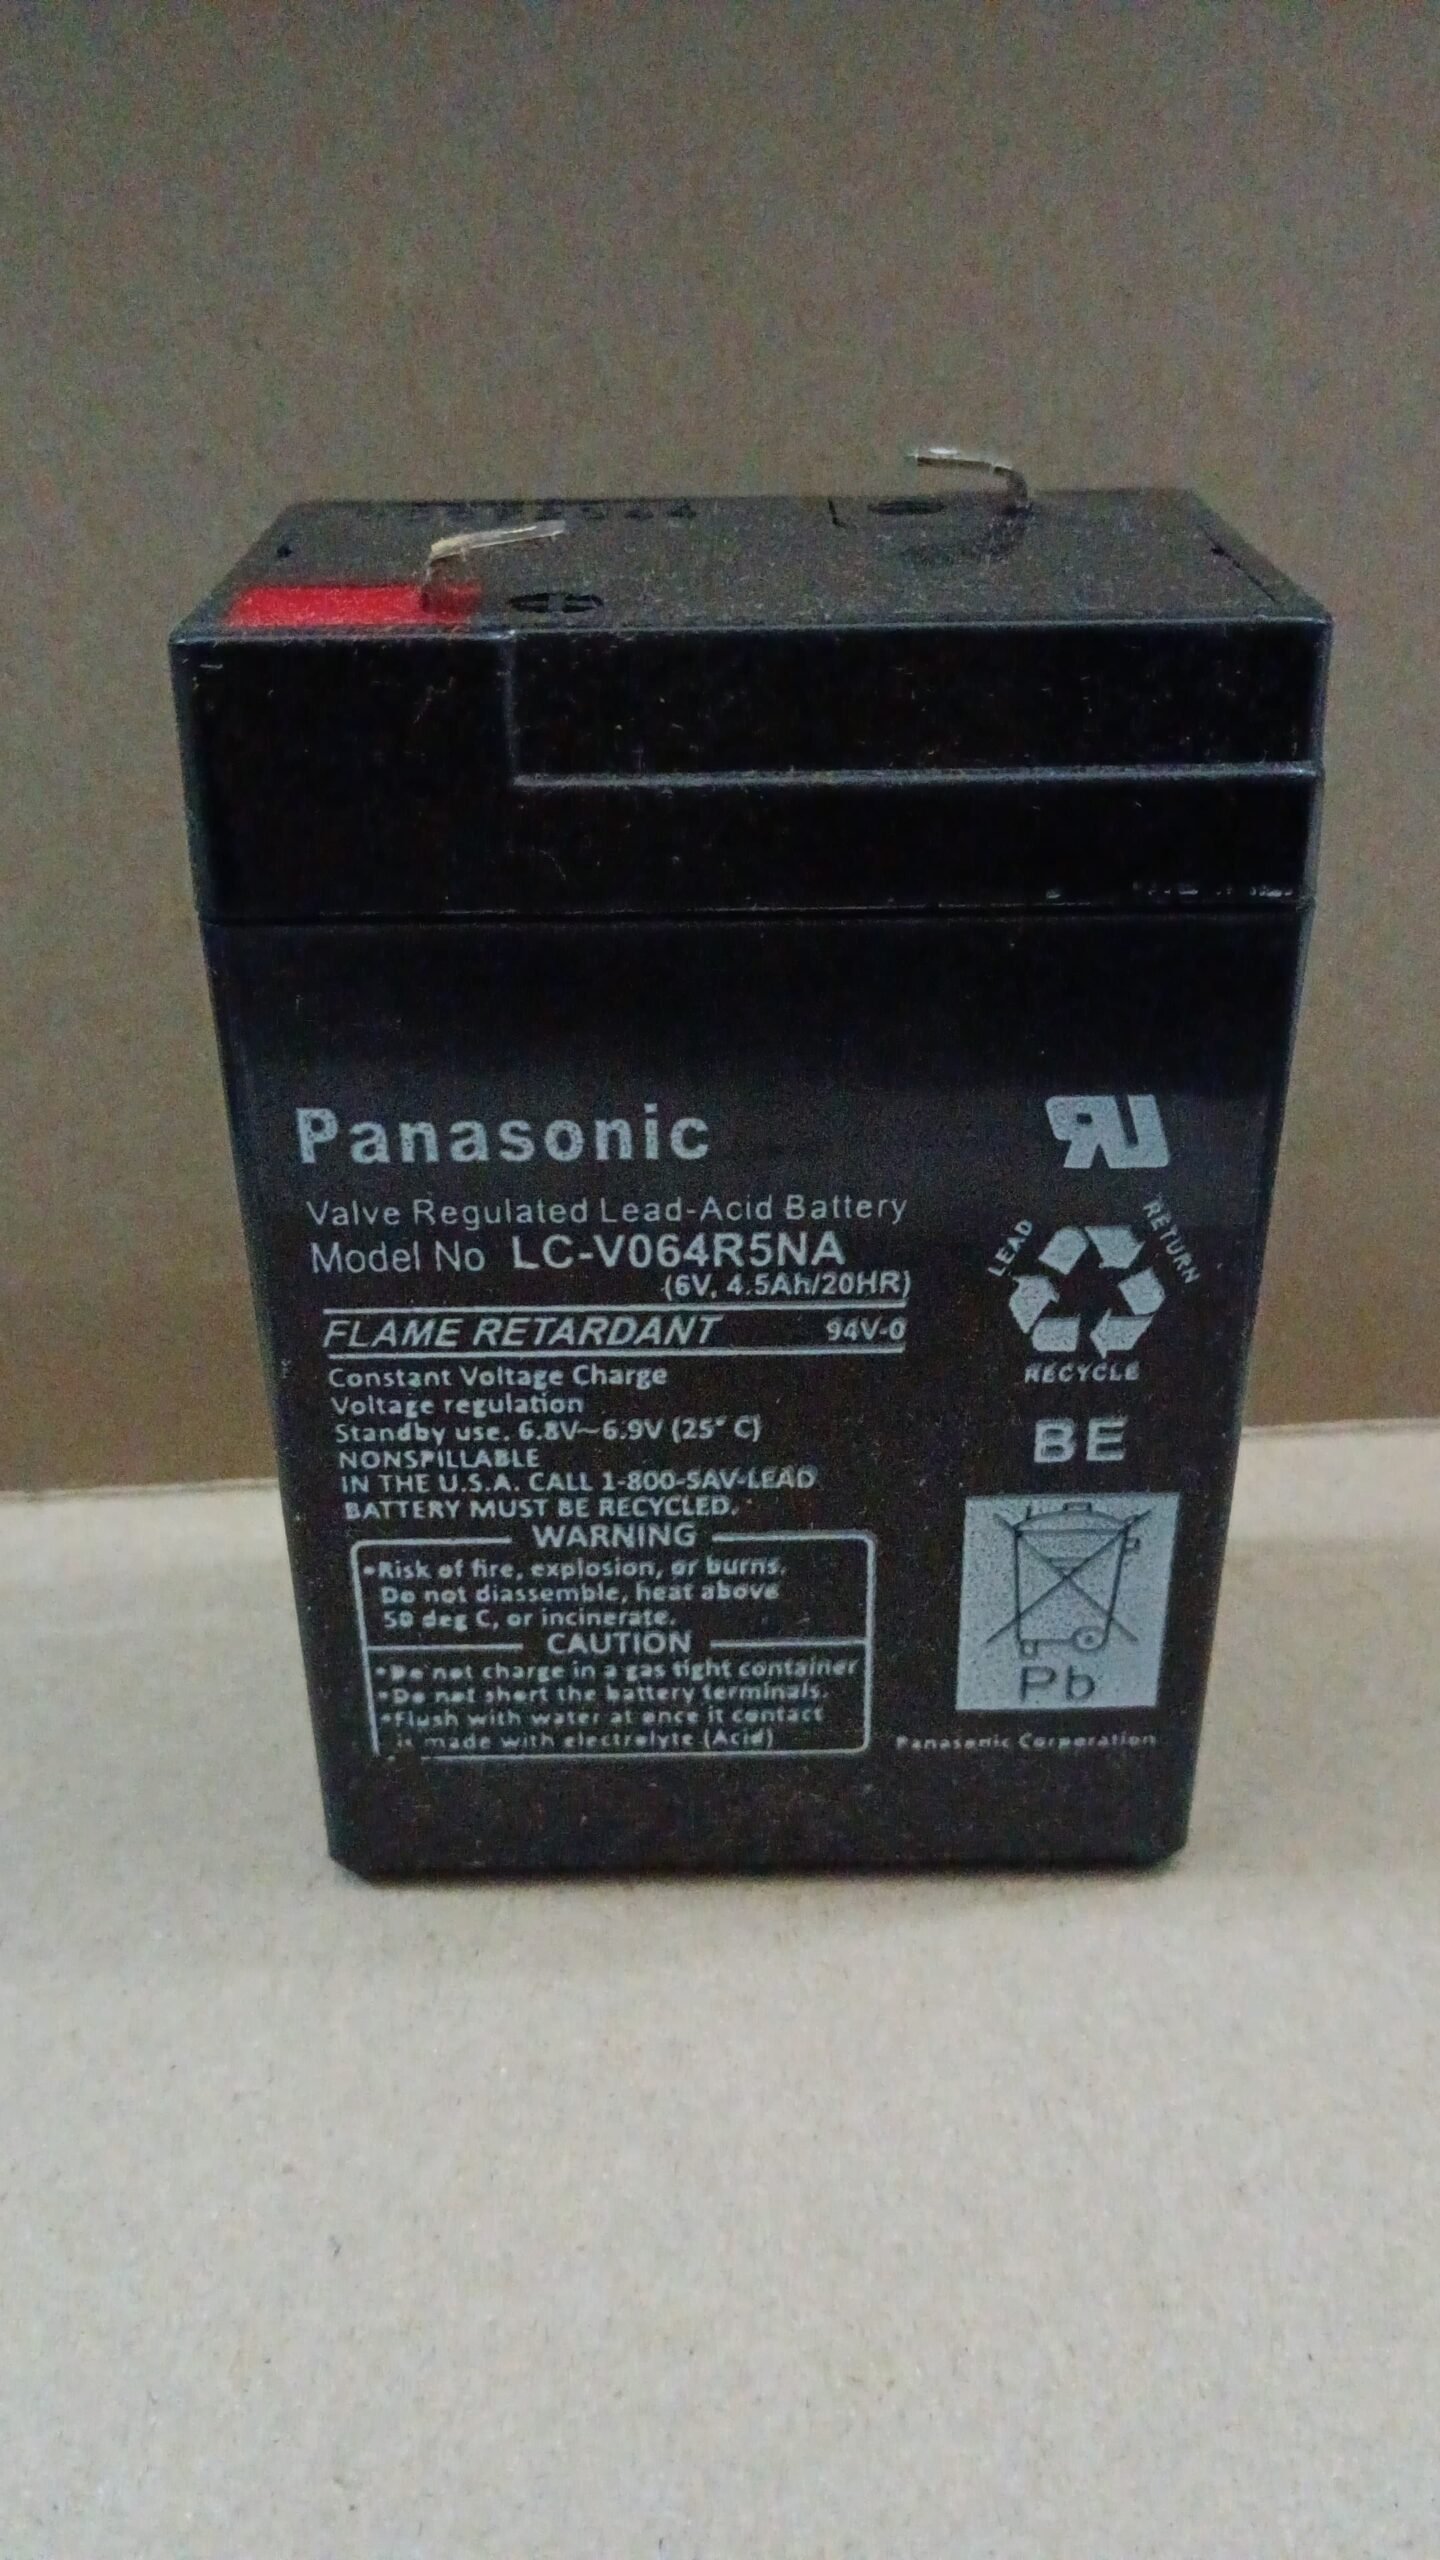 Panasonic
Valve Regulated Lead-Acid Battery
Model No LC-V064R5NA
(6V, 4.5Ah/20HR)
FLAME RETARDANT 94V-0
Constant Voltage Charge
Voltage regulation
Standby use. 6.8V~6.9V (25° C)
NONSPILLABLE
IN THE U.S.A. CALL 1-800-SAV-LEAD
BATTERY MUST BE RECYCLED.
WARNING
•Risk of fire, explosion, or burns.
Do not diassemble, heat above
50 deg C, or incinerate.
CAUTION
•Do not charge in a gas tight container
•Do not short the battery terminals.
•Flush with water at once it contact
is made with electrolyte (Acid)
RU
LEAD
RETURN
RECYCLE
BE
Pb
Panasonic Corporation